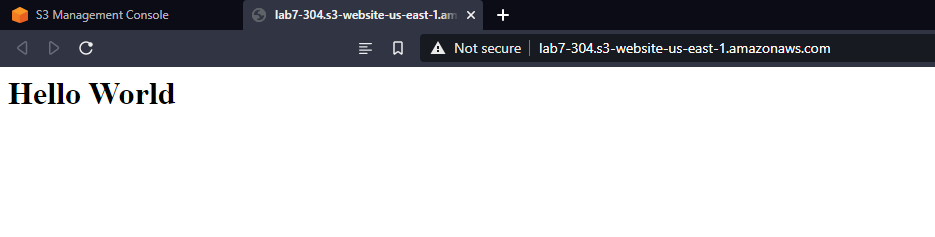 S3 Management Console
lab7-304.s3-website-us-east-1.am
Not secure
lab7-304.s3-website-us-east-1.amazonaws.com
Hello World